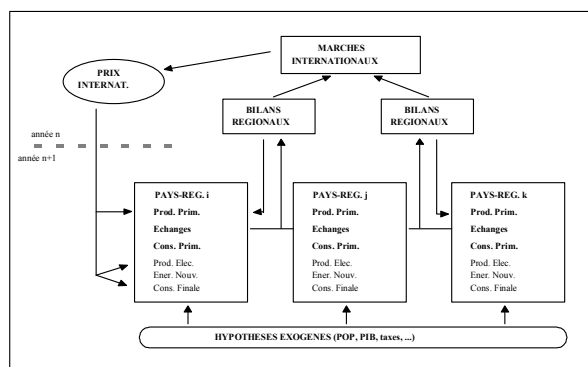 MARCHES
INTERNATIONAUX
PRIX
INTERNAT.
BILANS
REGIONAUX
BILANS
REGIONAUX
année n
année n+1
PAYS-REG. i
Prod. Prim.
Echanges
Cons. Prim.
Prod. Elec.
Ener. Nouv.
Cons. Finale
PAYS-REG. j
Prod. Prim.
Echanges
Cons. Prim.
Prod. Elec.
Ener. Nouv.
Cons. Finale
PAYS-REG. k
Prod. Prim.
Echanges
Cons. Prim.
Prod. Elec.
Ener. Nouv.
Cons. Finale
HYPOTHESES EXOGENES (POP, PIB, taxes, ...)